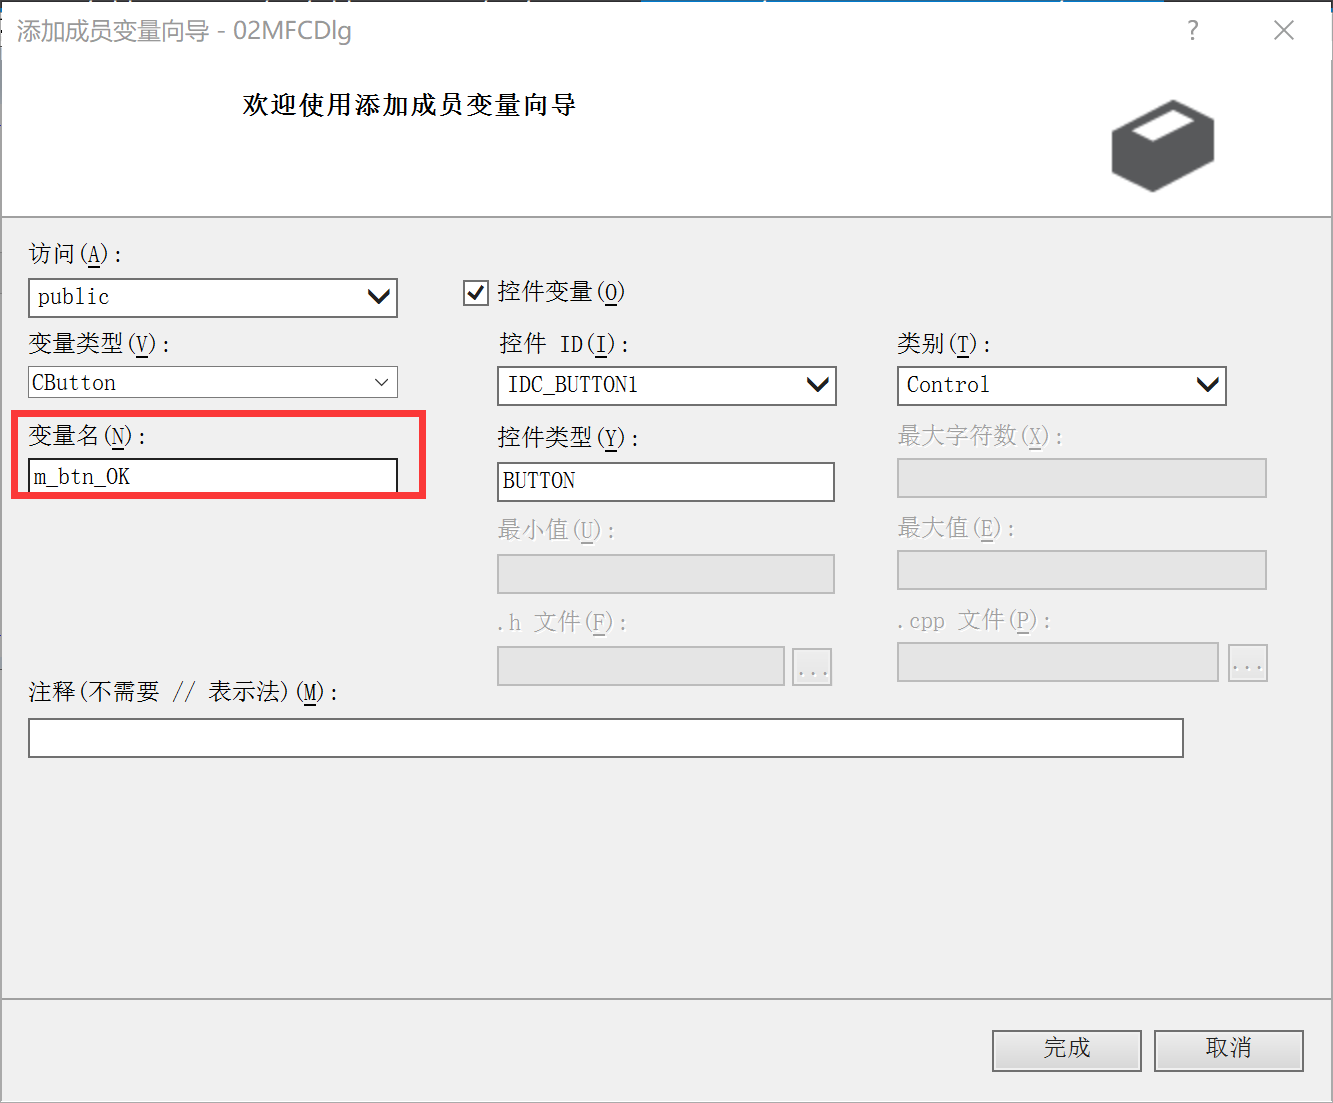 添加成员变量向导 - 02MFCDlg
?
欢迎使用添加成员变量向导
访问(A):
public
控件变量(O)
变量类型(V):
控件 ID(I):
类别(T):
CButton
IDC_BUTTON1
Control
变量名(N):
控件类型(Y):
最大字符数(X):
m_btn_OK
BUTTON
最小值(U):
最大值(E):
.h 文件(F):
.cpp 文件(P):
...
...
注释(不需要 // 表示法)(M):
完成
取消